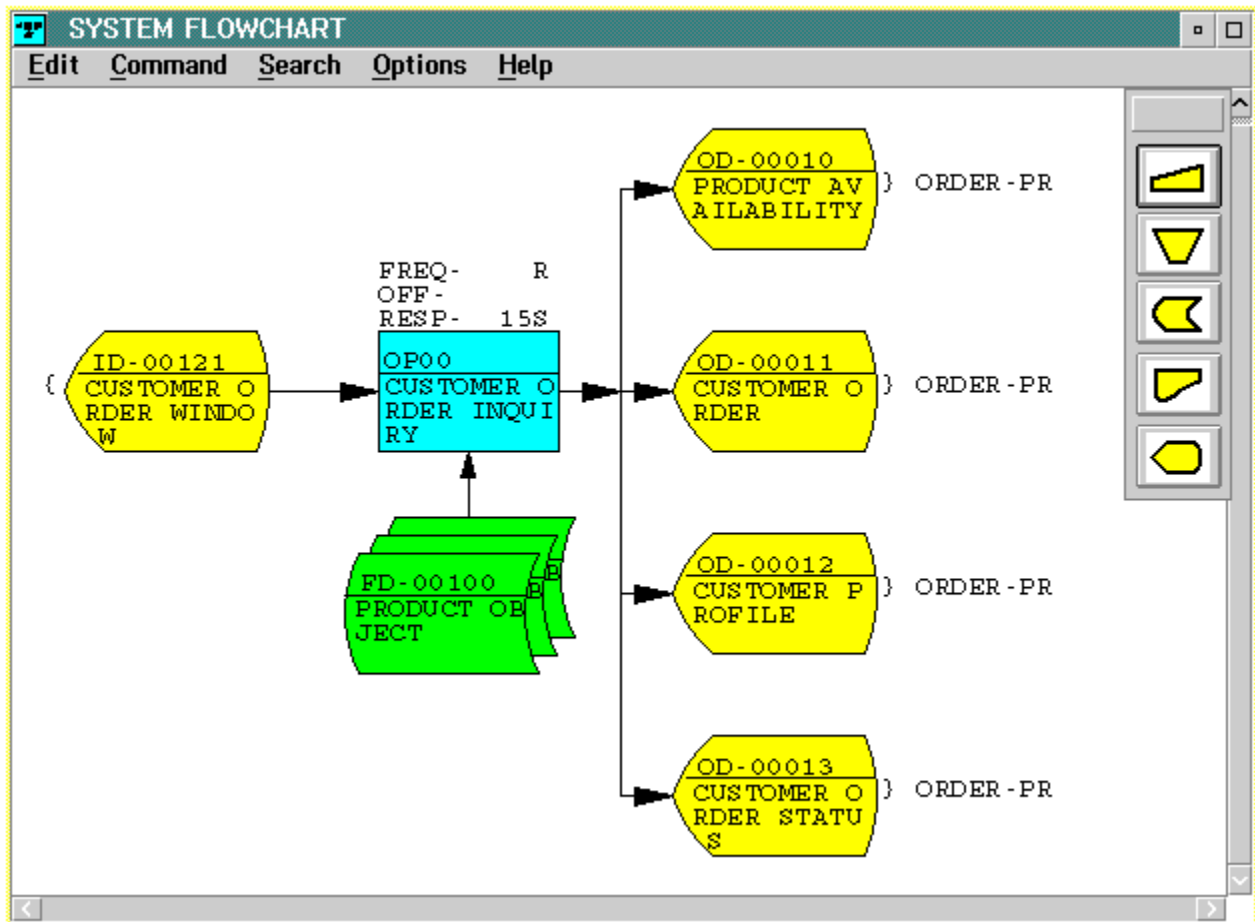 SYSTEM FLOWCHART
Edit Command Search Options Help
OD-00010
PRODUCT AV
AILABILITY
} ORDER-PR
FREQ- R
OFF-
RESP- 15S
{
ID-00121
CUSTOMER O
RDER WINDO
W
OP00
CUSTOMER O
RDER INQUI
RY
OD-00011
CUSTOMER O
RDER
} ORDER-PR
FD-00100
PRODUCT OB
JECT
B
B
OD-00012
CUSTOMER P
ROFILE
} ORDER-PR
OD-00013
CUSTOMER O
RDER STATU
S
} ORDER-PR